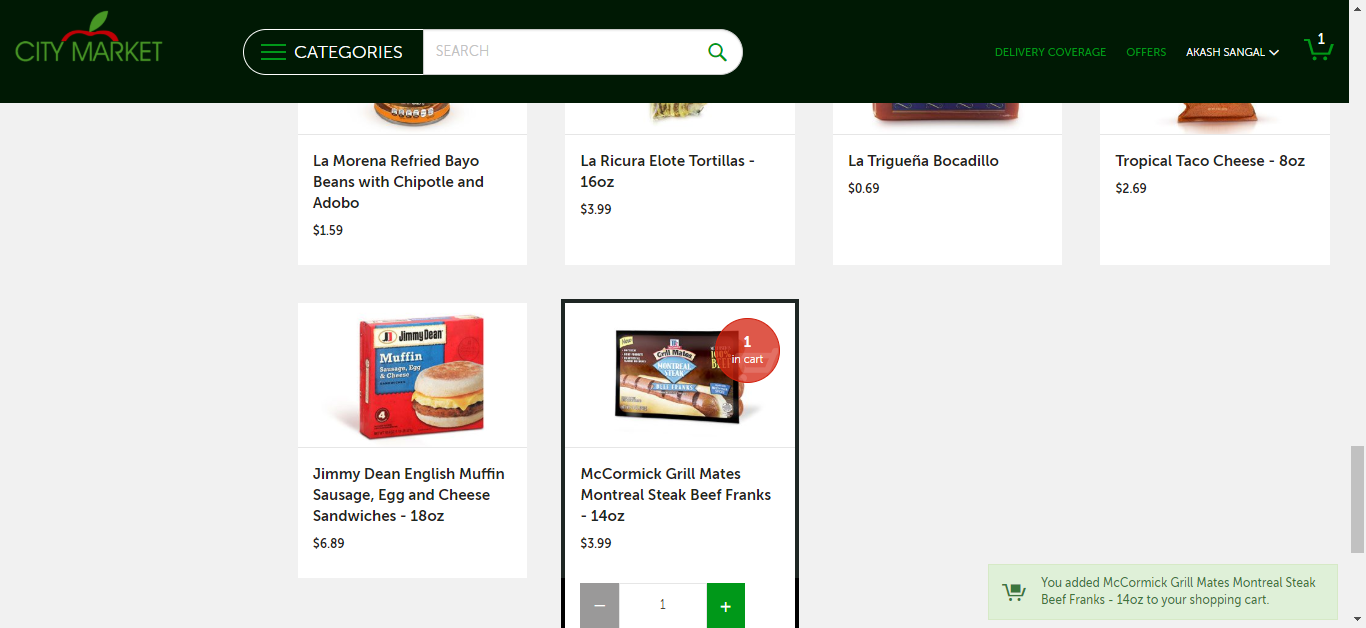 CITY MARKET
CATEGORIES
SEARCH
DELIVERY COVERAGE
OFFERS
AKASH SANGAL
1
La Morena Refried Bayo
Beans with Chipotle and
Adobo
$1.59
La Ricura Elote Tortillas -
16oz
$3.99
La Trigueña Bocadillo
$0.69
Tropical Taco Cheese - 8oz
$2.69
Jimmy Dean
Muffin
Sausage, Egg
& Cheese
4
Jimmy Dean English Muffin
Sausage, Egg and Cheese
Sandwiches - 18oz
$6.89
Grill Mates
MONTREAL
STEAK
BEEF FRANKS
1
in cart
McCormick Grill Mates
Montreal Steak Beef Franks
- 14oz
$3.99
− 1 +
You added McCormick Grill Mates Montreal Steak
Beef Franks - 14oz to your shopping cart.